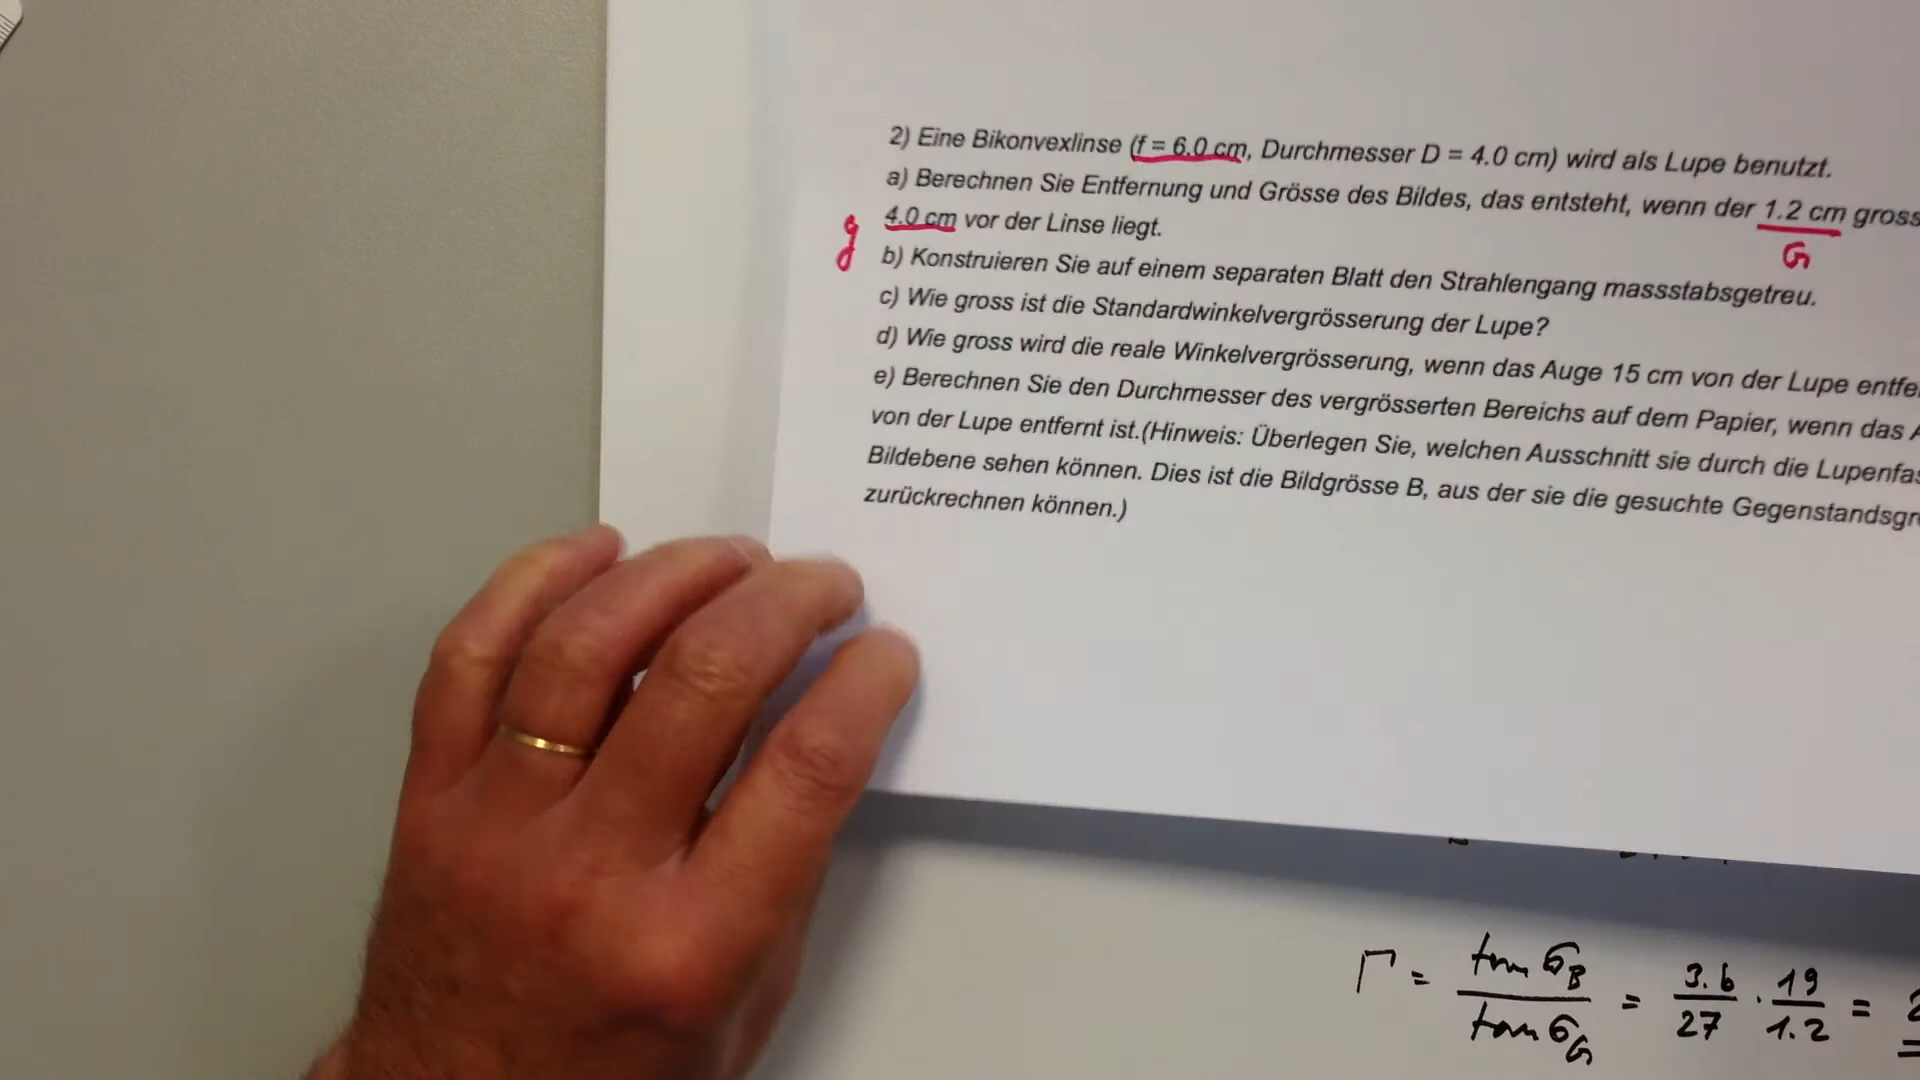 2) Eine Bikonvexlinse (f = 6.0 cm, Durchmesser D = 4.0 cm) wird als Lupe benutzt.
a) Berechnen Sie Entfernung und Grösse des Bildes, das entsteht, wenn der 1.2 cm gross
G
g 4.0 cm vor der Linse liegt.
b) Konstruieren Sie auf einem separaten Blatt den Strahlengang massstabsgetreu.
c) Wie gross ist die Standardwinkelvergrösserung der Lupe?
d) Wie gross wird die reale Winkelvergrösserung, wenn das Auge 15 cm von der Lupe entfe
e) Berechnen Sie den Durchmesser des vergrösserten Bereichs auf dem Papier, wenn das
von der Lupe entfernt ist.(Hinweis: Überlegen Sie, welchen Ausschnitt sie durch die Lupenfas
Bildebene sehen können. Dies ist die Bildgrösse B, aus der sie die gesuchte Gegenstandsgr
zurückrechnen können.)
Γ = tan σB / tan σG = 3.6 / 27 · 19 / 1.2 =